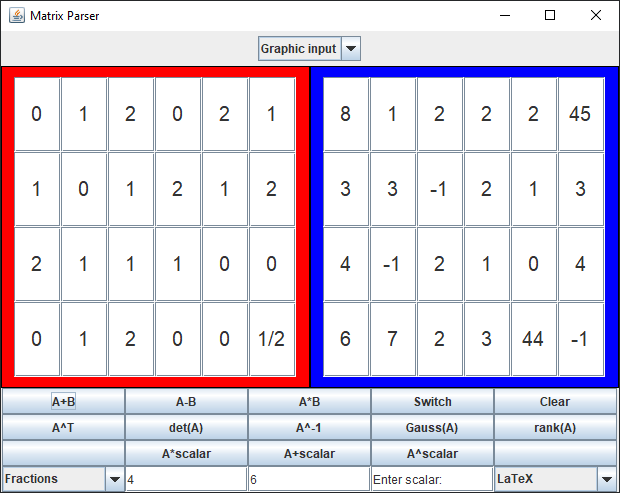 Matrix Parser
Graphic input
0 1 2 0 2 1 8 1 2 2 2 45
1 0 1 2 1 2 3 3 -1 2 1 3
2 1 1 1 0 0 4 -1 2 1 0 4
0 1 2 0 0 1/2 6 7 2 3 44 -1
A+B A-B A*B Switch Clear
A^T det(A) A^-1 Gauss(A) rank(A)
A*scalar A+scalar A^scalar
Fractions 4 6 Enter scalar: LaTeX